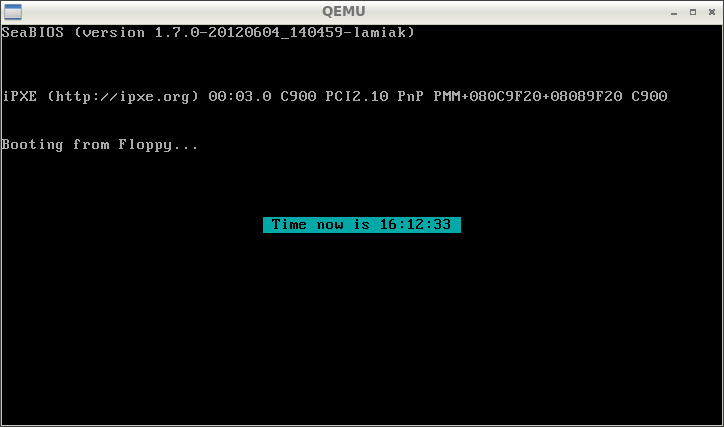 QEMU
SeaBIOS (version 1.7.0-20120604_140459-lamiak)
iPXE (http://ipxe.org) 00:03.0 C900 PCI2.10 PnP PMM+080C9F20+08089F20 C900
Booting from Floppy...
Time now is 16:12:33